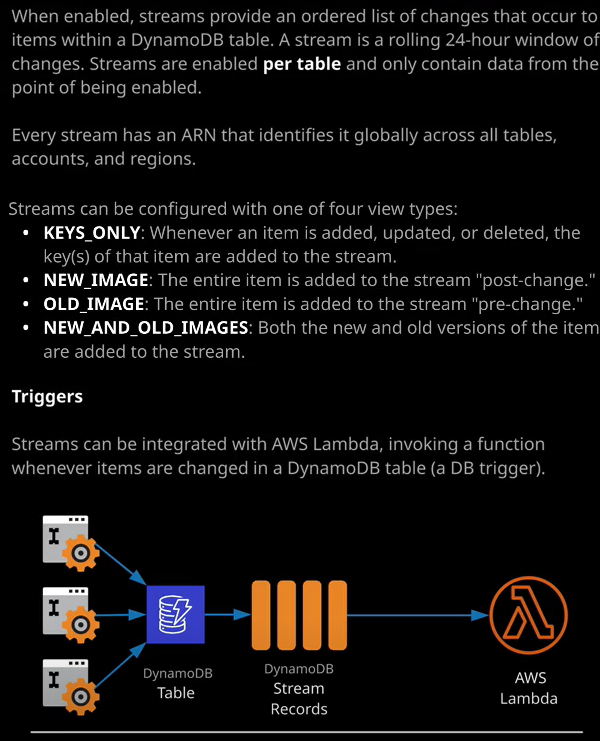 When enabled, streams provide an ordered list of changes that occur to
items within a DynamoDB table. A stream is a rolling 24-hour window of
changes. Streams are enabled per table and only contain data from the
point of being enabled.
Every stream has an ARN that identifies it globally across all tables,
accounts, and regions.
Streams can be configured with one of four view types:
• KEYS_ONLY: Whenever an item is added, updated, or deleted, the
key(s) of that item are added to the stream.
• NEW_IMAGE: The entire item is added to the stream "post-change."
• OLD_IMAGE: The entire item is added to the stream "pre-change."
• NEW_AND_OLD_IMAGES: Both the new and old versions of the item
are added to the stream.
Triggers
Streams can be integrated with AWS Lambda, invoking a function
whenever items are changed in a DynamoDB table (a DB trigger).
DynamoDB
Table
DynamoDB
Stream
Records
AWS
Lambda